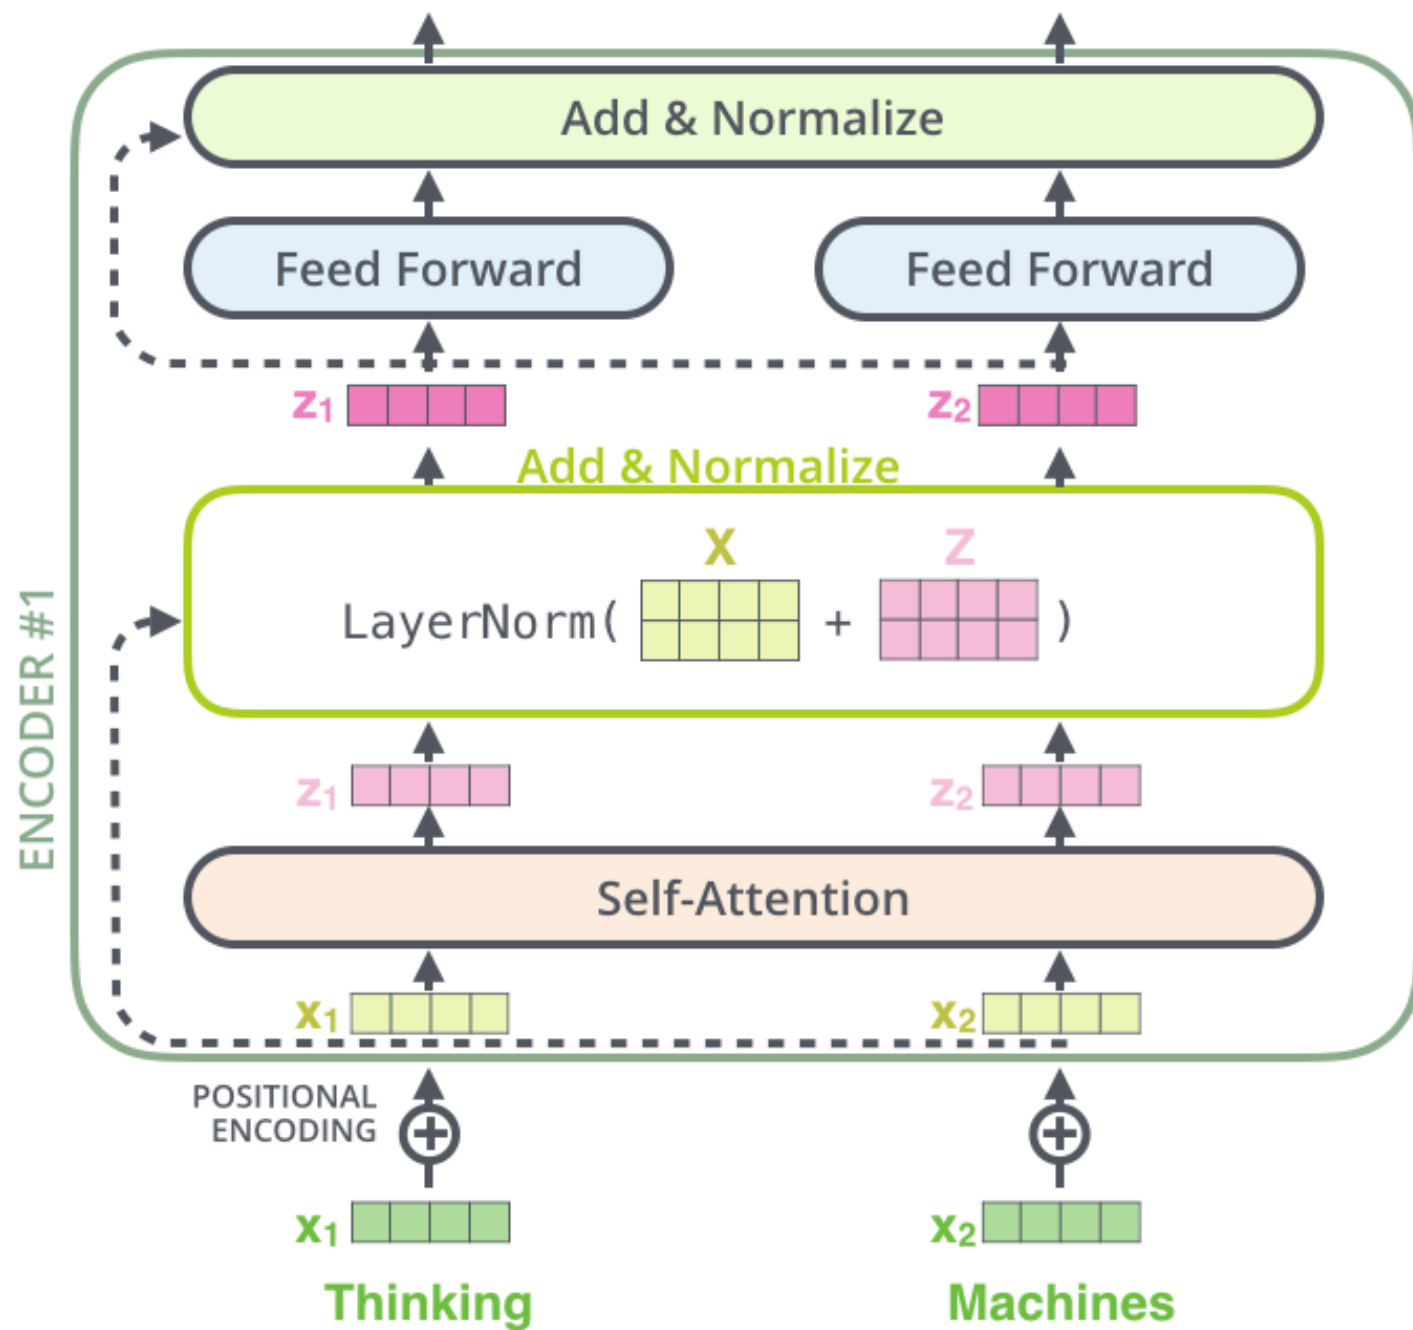 Add & Normalize
Feed Forward
Feed Forward
z1
z2
Add & Normalize
X
Z
LayerNorm(
+
)
z1
z2
Self-Attention
x1
x2
ENCODER #1
POSITIONAL
ENCODING
x1
x2
Thinking
Machines